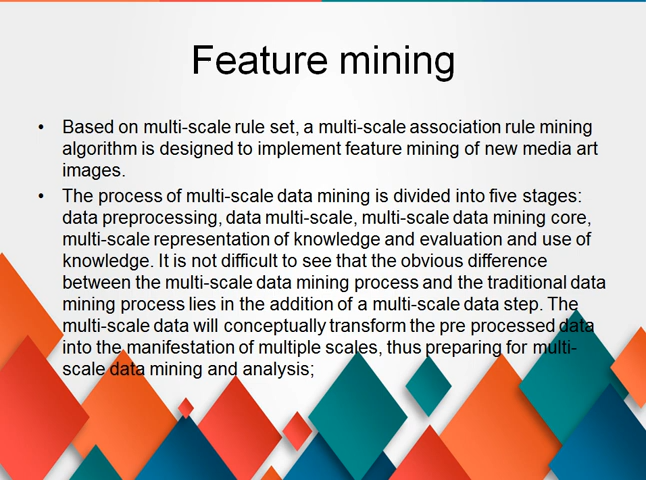 Feature mining
• Based on multi-scale rule set, a multi-scale association rule mining
algorithm is designed to implement feature mining of new media art
images.
• The process of multi-scale data mining is divided into five stages:
data preprocessing, data multi-scale, multi-scale data mining core,
multi-scale representation of knowledge and evaluation and use of
knowledge. It is not difficult to see that the obvious difference
between the multi-scale data mining process and the traditional data
mining process lies in the addition of a multi-scale data step. The
multi-scale data will conceptually transform the pre processed data
into the manifestation of multiple scales, thus preparing for multi-
scale data mining and analysis;